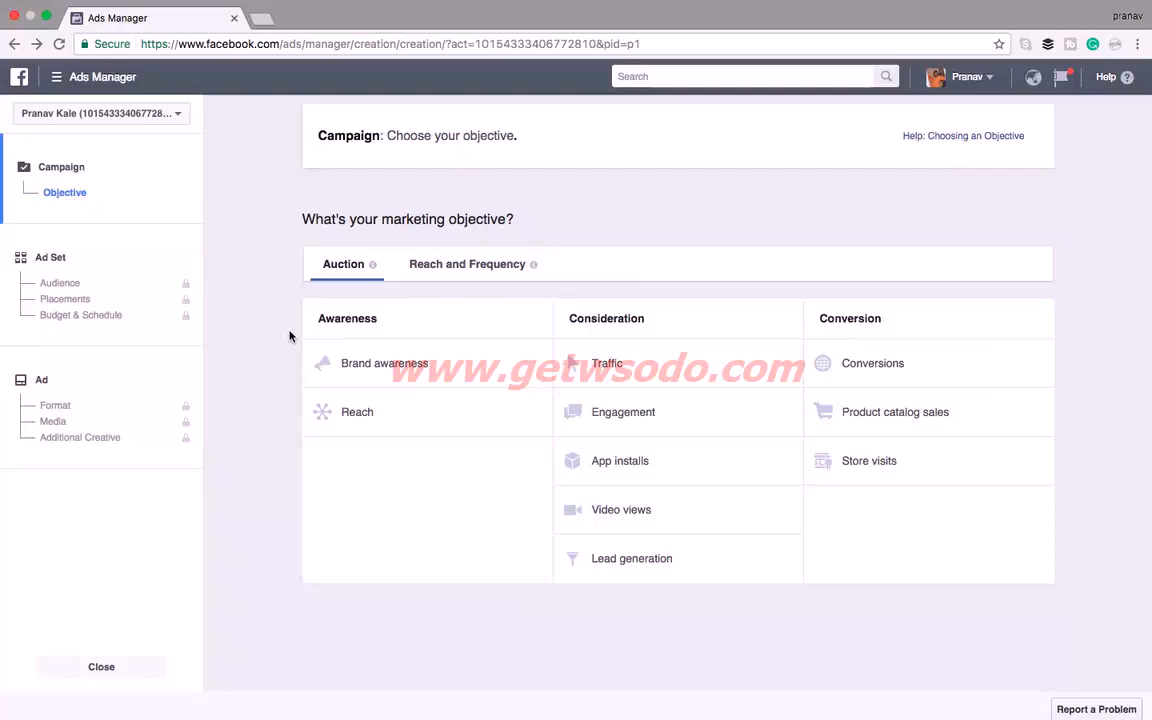 Ads Manager
pranav
Secure https://www.facebook.com/ads/manager/creation/creation/?act=10154333406772810&pid=p1
Ads Manager
Search
Pranav
Help
Pranav Kale (101543334067728...
Campaign: Choose your objective.
Help: Choosing an Objective
Campaign
Objective
What's your marketing objective?
Ad Set
Auction
Reach and Frequency
Audience
Placements
Budget & Schedule
Awareness
Consideration
Conversion
Brand awareness
Traffic
Conversions
www.getwsodo.com
Ad
Reach
Engagement
Product catalog sales
Format
Media
Additional Creative
App installs
Store visits
Video views
Lead generation
Close
Report a Problem